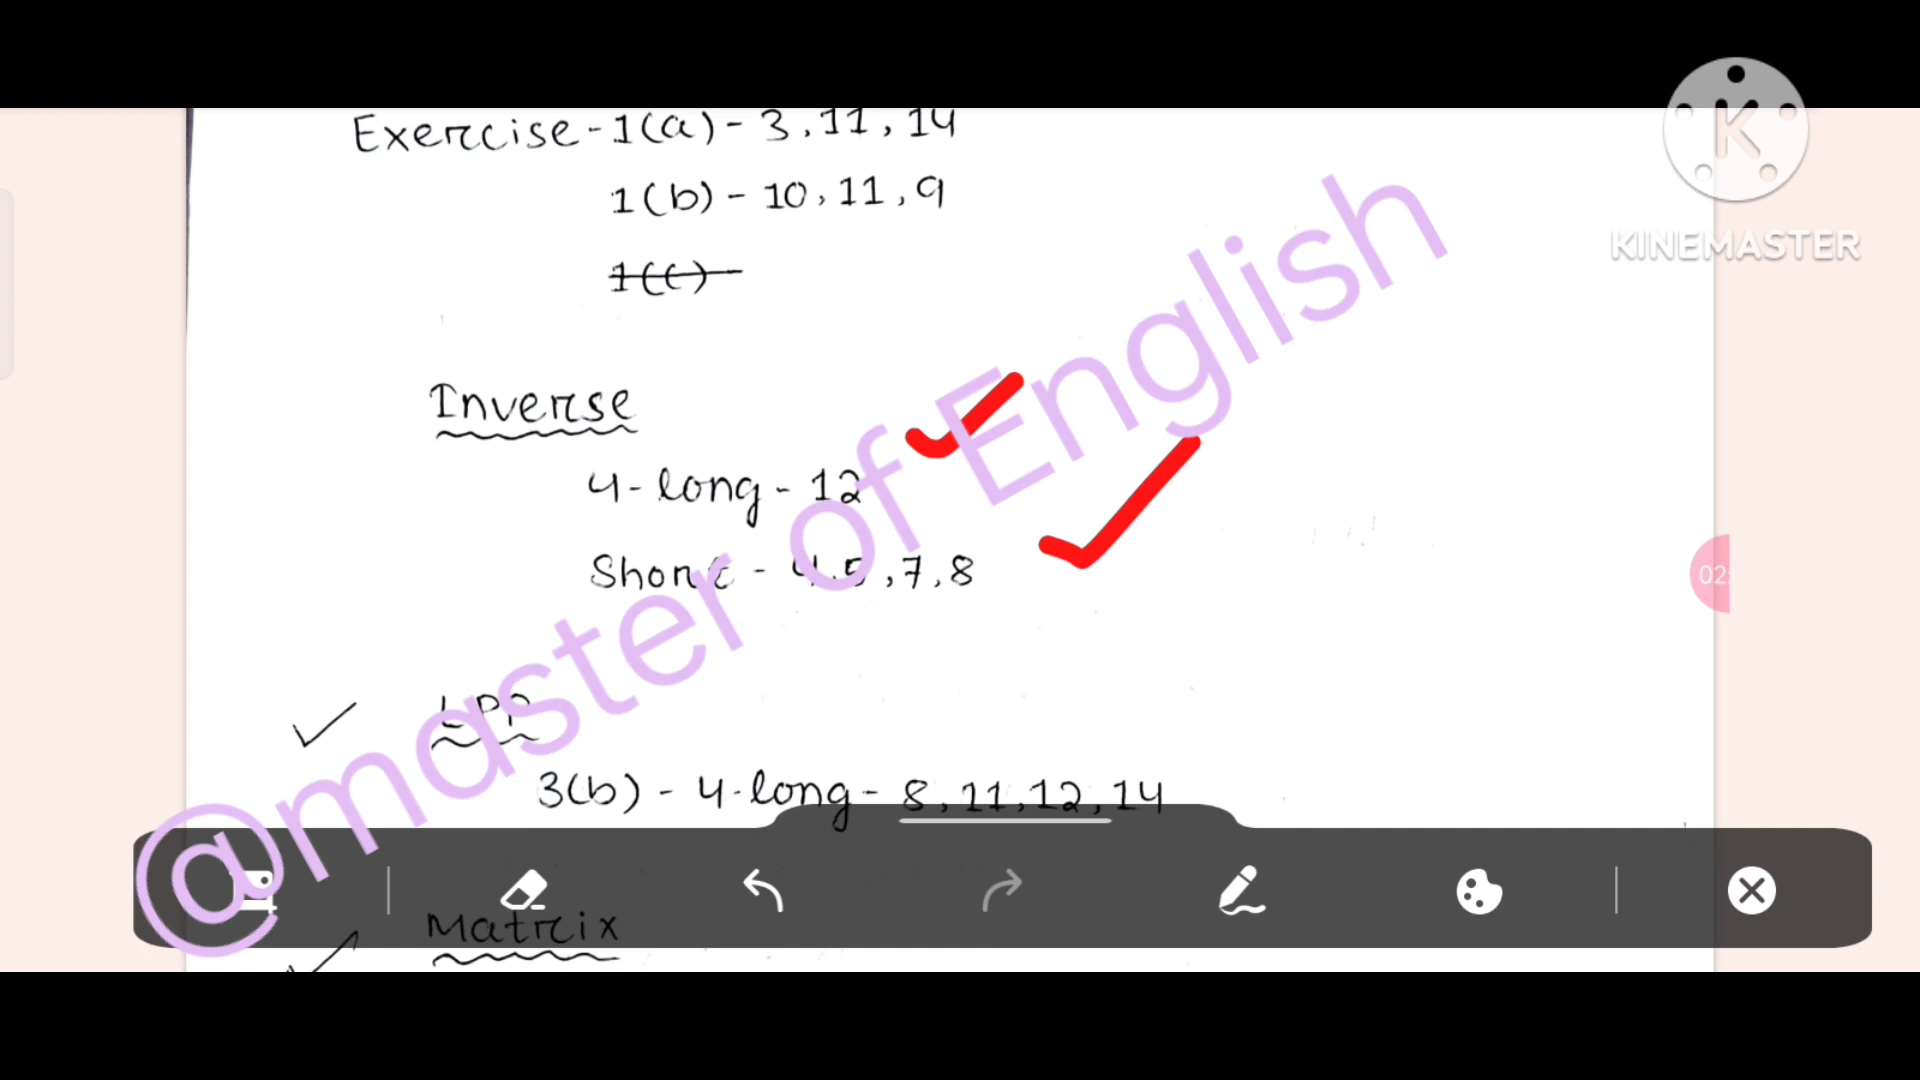 Exercise - 1(a) - 3, 11, 14
1(b) - 10, 11, 9
1(c)
Inverse
4 - long - 12
Short - 4, 5, 7, 8
LPP
3(b) - 4 - long - 8, 11, 12, 14
Matrix
@master of English
K
KINEMASTER
02: